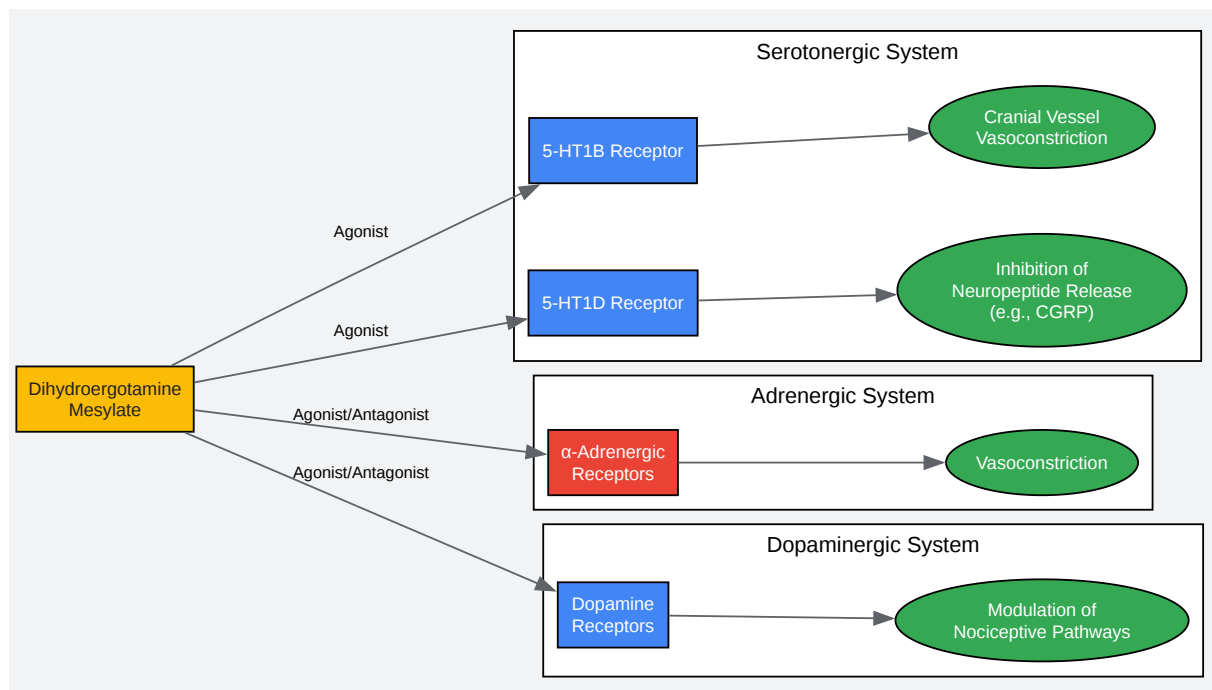 Serotonergic System
Cranial Vessel
Vasoconstriction
5-HT1B Receptor
Agonist
Inhibition of
Neuropeptide Release
(e.g., CGRP)
5-HT1D Receptor
Agonist
Dihydroergotamine
Mesylate
Adrenergic System
Agonist/Antagonist
α-Adrenergic
Receptors
Vasoconstriction
Agonist/Antagonist
Dopaminergic System
Dopamine
Receptors
Modulation of
Nociceptive Pathways